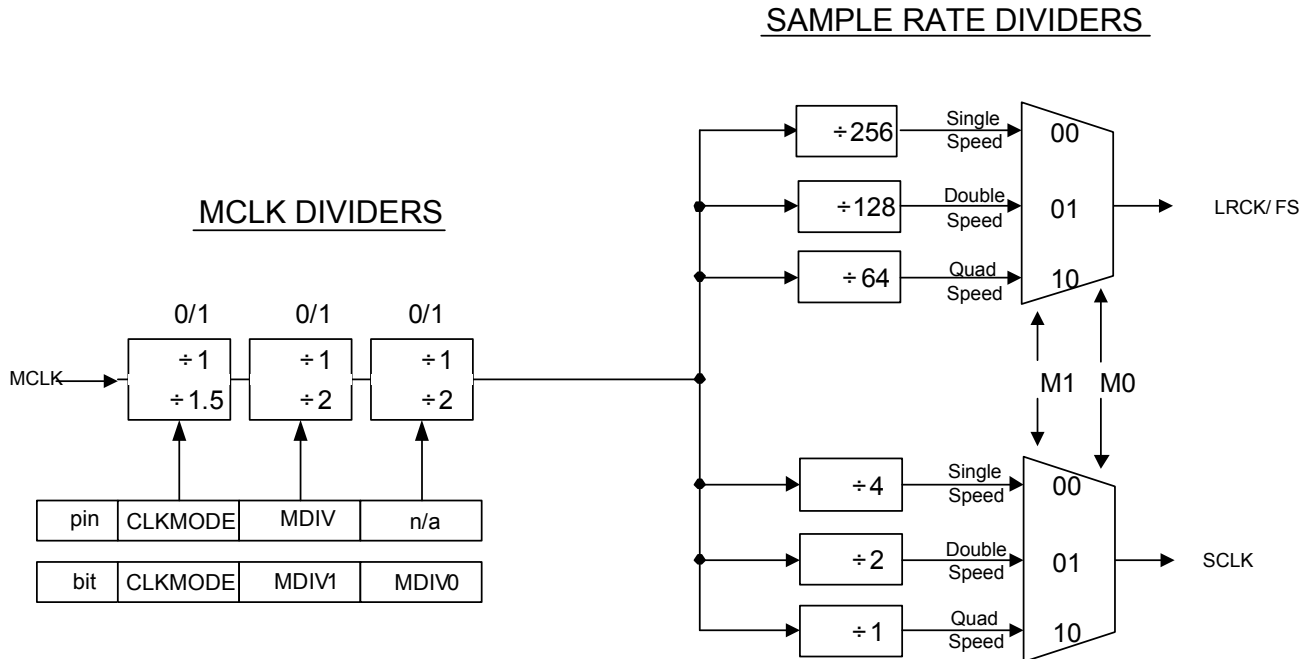 SAMPLE RATE DIVIDERS
÷256
Single
Speed
00
÷128
Double
Speed
01
LRCK/ FS
÷64
Quad
Speed
10
MCLK DIVIDERS
0/1
0/1
0/1
MCLK
÷1
÷1.5
÷1
÷2
÷1
÷2
M1
M0
pin CLKMODE MDIV n/a
bit CLKMODE MDIV1 MDIV0
÷4
Single
Speed
00
÷2
Double
Speed
01
SCLK
÷1
Quad
Speed
10